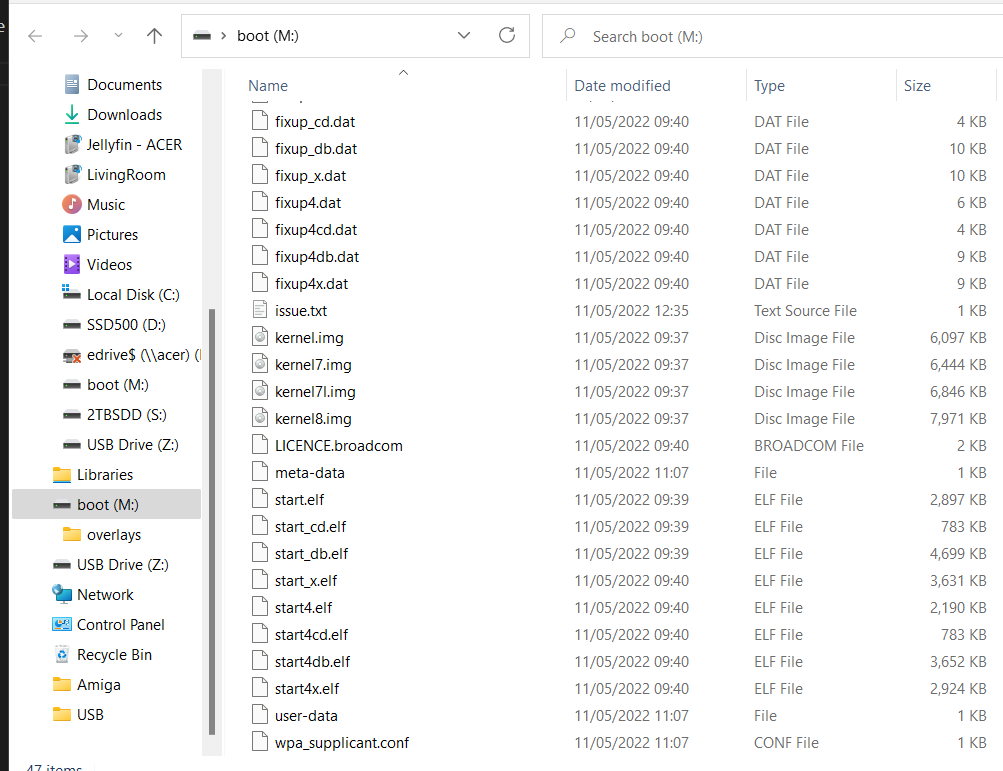 boot (M:)
Search boot (M:)
Documents
Downloads
Jellyfin - ACER
LivingRoom
Music
Pictures
Videos
Local Disk (C:)
SSD500 (D:)
edrive$ (\\acer) (
boot (M:)
2TBSDD (S:)
USB Drive (Z:)
Libraries
boot (M:)
overlays
USB Drive (Z:)
Network
Control Panel
Recycle Bin
Amiga
USB
Name Date modified Type Size
fixup_cd.dat 11/05/2022 09:40 DAT File 4 KB
fixup_db.dat 11/05/2022 09:40 DAT File 10 KB
fixup_x.dat 11/05/2022 09:40 DAT File 10 KB
fixup4.dat 11/05/2022 09:40 DAT File 6 KB
fixup4cd.dat 11/05/2022 09:40 DAT File 4 KB
fixup4db.dat 11/05/2022 09:40 DAT File 9 KB
fixup4x.dat 11/05/2022 09:40 DAT File 9 KB
issue.txt 11/05/2022 12:35 Text Source File 1 KB
kernel.img 11/05/2022 09:37 Disc Image File 6,097 KB
kernel7.img 11/05/2022 09:37 Disc Image File 6,444 KB
kernel7l.img 11/05/2022 09:37 Disc Image File 6,846 KB
kernel8.img 11/05/2022 09:37 Disc Image File 7,971 KB
LICENCE.broadcom 11/05/2022 09:40 BROADCOM File 2 KB
meta-data 11/05/2022 11:07 File 1 KB
start.elf 11/05/2022 09:39 ELF File 2,897 KB
start_cd.elf 11/05/2022 09:39 ELF File 783 KB
start_db.elf 11/05/2022 09:39 ELF File 4,699 KB
start_x.elf 11/05/2022 09:40 ELF File 3,631 KB
start4.elf 11/05/2022 09:40 ELF File 2,190 KB
start4cd.elf 11/05/2022 09:40 ELF File 783 KB
start4db.elf 11/05/2022 09:40 ELF File 3,652 KB
start4x.elf 11/05/2022 09:40 ELF File 2,924 KB
user-data 11/05/2022 11:07 File 1 KB
wpa_supplicant.conf 11/05/2022 11:07 CONF File 1 KB
47 items